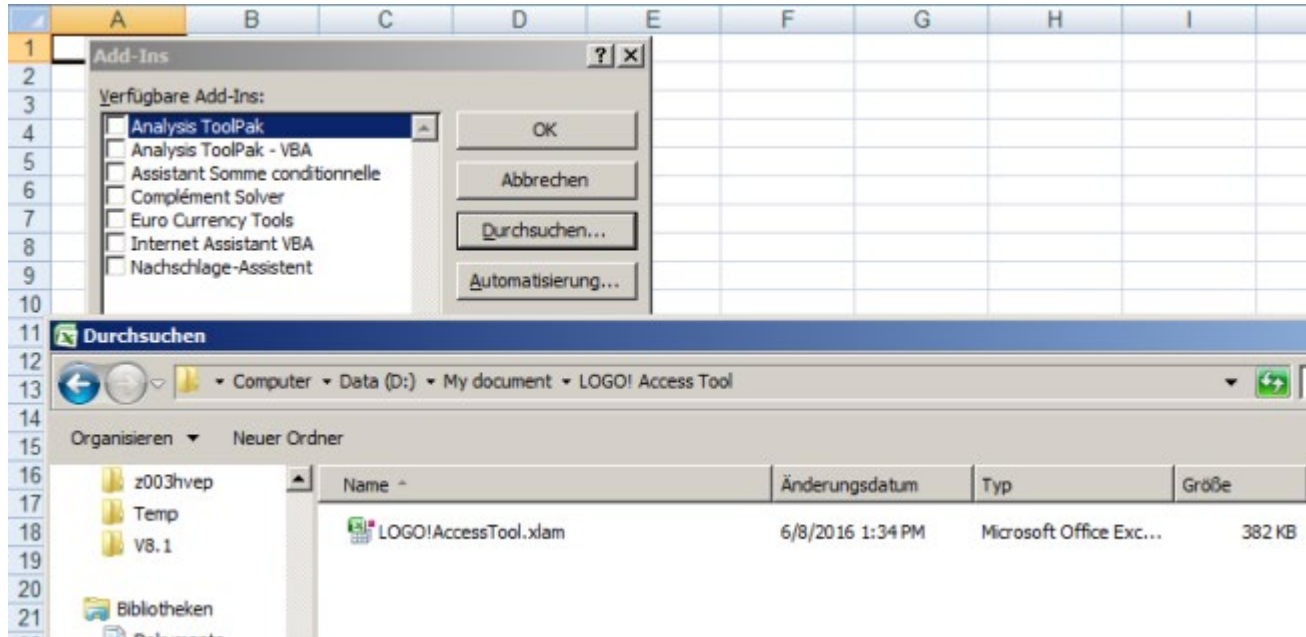 A B C D E F G H I
1
Add-Ins ? X
2
3 Verfügbare Add-Ins:
4 Analysis ToolPak OK
5 Analysis ToolPak - VBA
6 Assistant Somme conditionnelle Abbrechen
Complément Solver
7 Euro Currency Tools Durchsuchen...
8 Internet Assistant VBA
9 Nachschlage-Assistent Automatisierung...
10
11 Durchsuchen
12
13 Computer Data (D:) My document LOGO! Access Tool
14
15 Organisieren Neuer Ordner
16 z003hvep Name Änderungsdatum Typ Größe
17 Temp
18 V8.1 LOGO!AccessTool.xlam 6/8/2016 1:34 PM Microsoft Office Exc... 382 KB
19
20
21 Bibliotheken